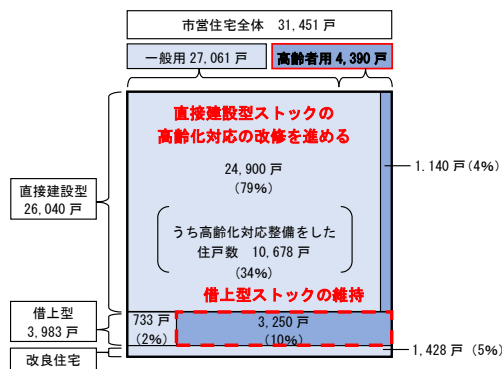 市営住宅全体 31,451 戸
一般用 27,061 戸
高齢者用 4,390 戸
直接建設型ストックの
高齢化対応の改修を進める
24,900 戸
(79%)
1.140 戸(4%)
直接建設型
26,040 戸
うち高齢化対応整備をした
住戸数 10,678 戸
(34%)
借上型ストックの維持
借上型
3,983 戸
733 戸
(2%)
3,250 戸
(10%)
改良住宅
1,428 戸 (5%)